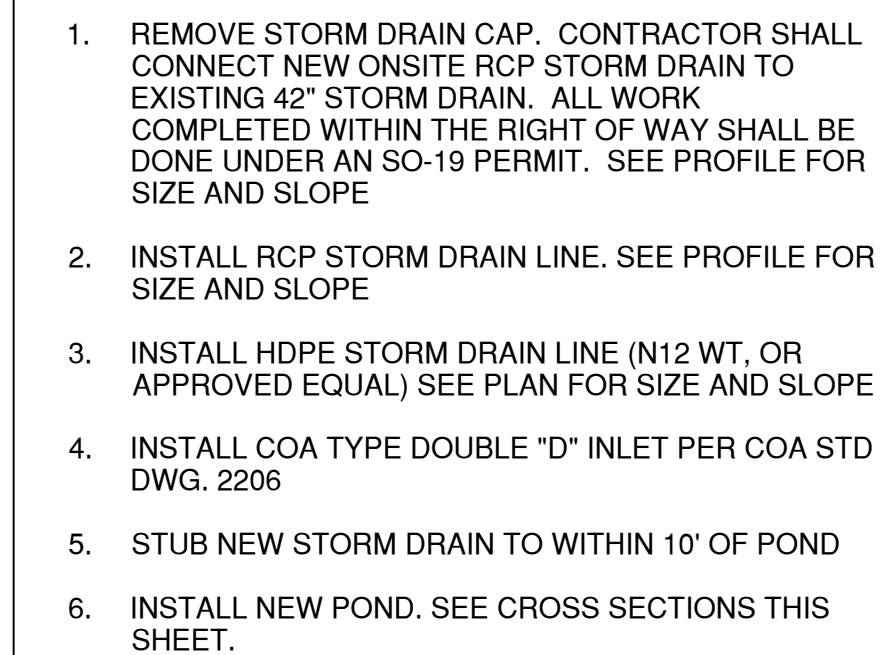 1. REMOVE STORM DRAIN CAP. CONTRACTOR SHALL
CONNECT NEW ONSITE RCP STORM DRAIN TO
EXISTING 42" STORM DRAIN. ALL WORK
COMPLETED WITHIN THE RIGHT OF WAY SHALL BE
DONE UNDER AN SO-19 PERMIT. SEE PROFILE FOR
SIZE AND SLOPE
2. INSTALL RCP STORM DRAIN LINE. SEE PROFILE FOR
SIZE AND SLOPE
3. INSTALL HDPE STORM DRAIN LINE (N12 WT, OR
APPROVED EQUAL) SEE PLAN FOR SIZE AND SLOPE
4. INSTALL COA TYPE DOUBLE "D" INLET PER COA STD
DWG. 2206
5. STUB NEW STORM DRAIN TO WITHIN 10' OF POND
6. INSTALL NEW POND. SEE CROSS SECTIONS THIS
SHEET.